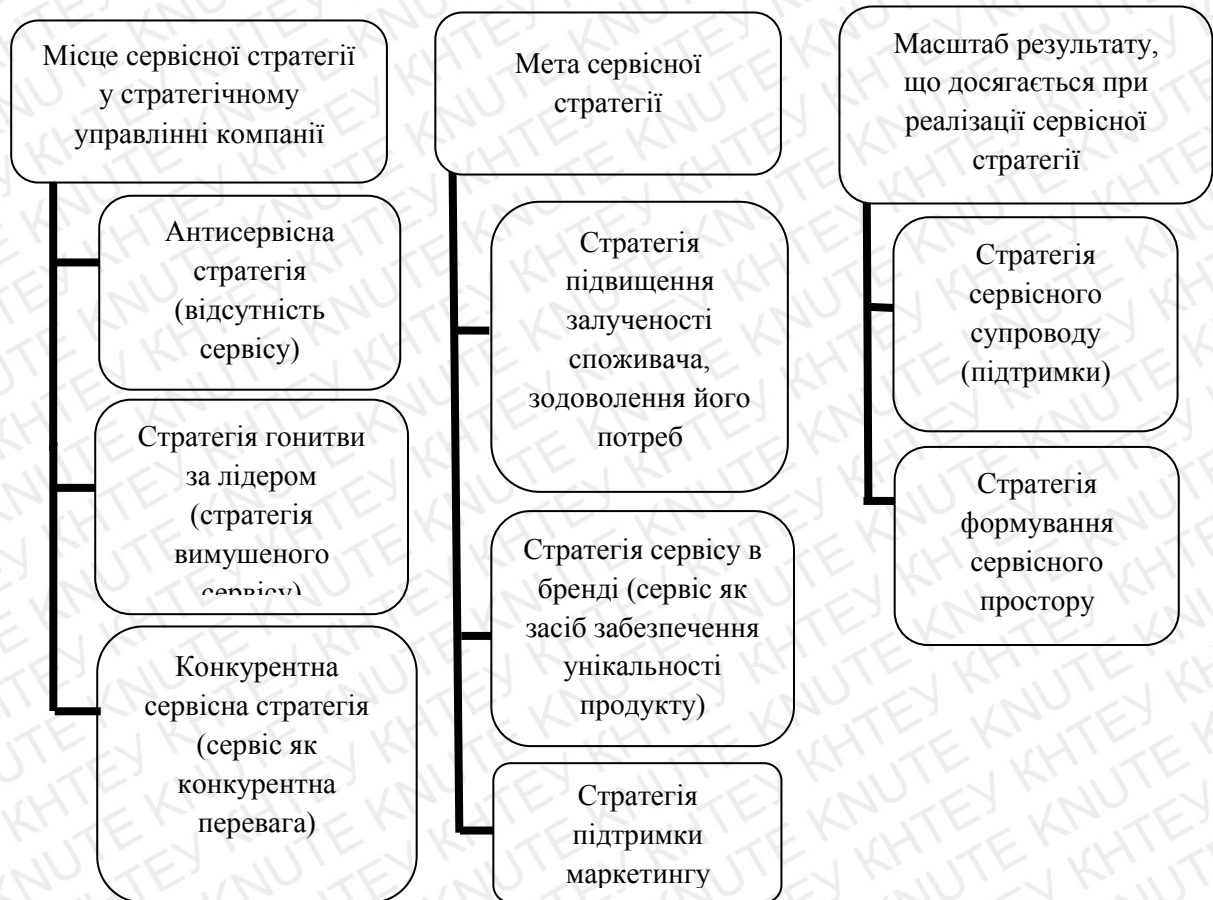 Місце сервісної стратегії
у стратегічному
управлінні компанії
Антисервісна
стратегія
(відсутність
сервісу)
Стратегія гонитви
за лідером
(стратегія
вимушеного
сервісу)
Конкурентна
сервісна стратегія
(сервіс як
конкурентна
перевага)
Мета сервісної
стратегії
Стратегія
підвищення
залученості
споживача,
зодоволення його
потреб
Стратегія сервісу в
бренді (сервіс як
засіб забезпечення
унікальності
продукту)
Стратегія
підтримки
маркетингу
Масштаб результату,
що досягається при
реалізації сервісної
стратегії
Стратегія
сервісного
супроводу
(підтримки)
Стратегія
формування
сервісного
простору